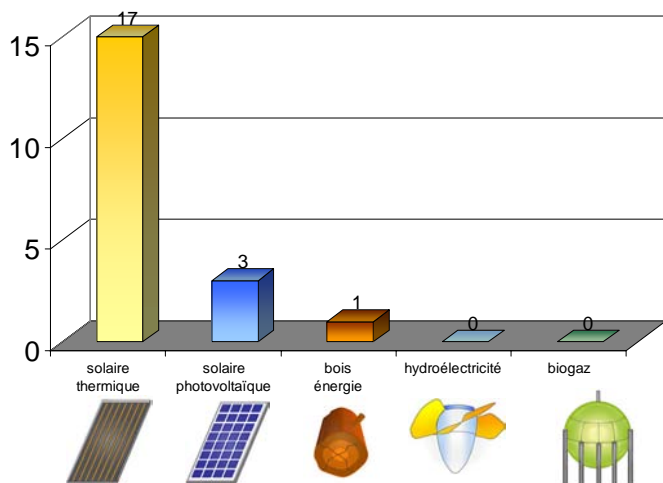 17
15
10
5
3
1
0
0
0
solaire
thermique
solaire
photovoltaïque
bois
énergie
hydroélectricité
biogaz